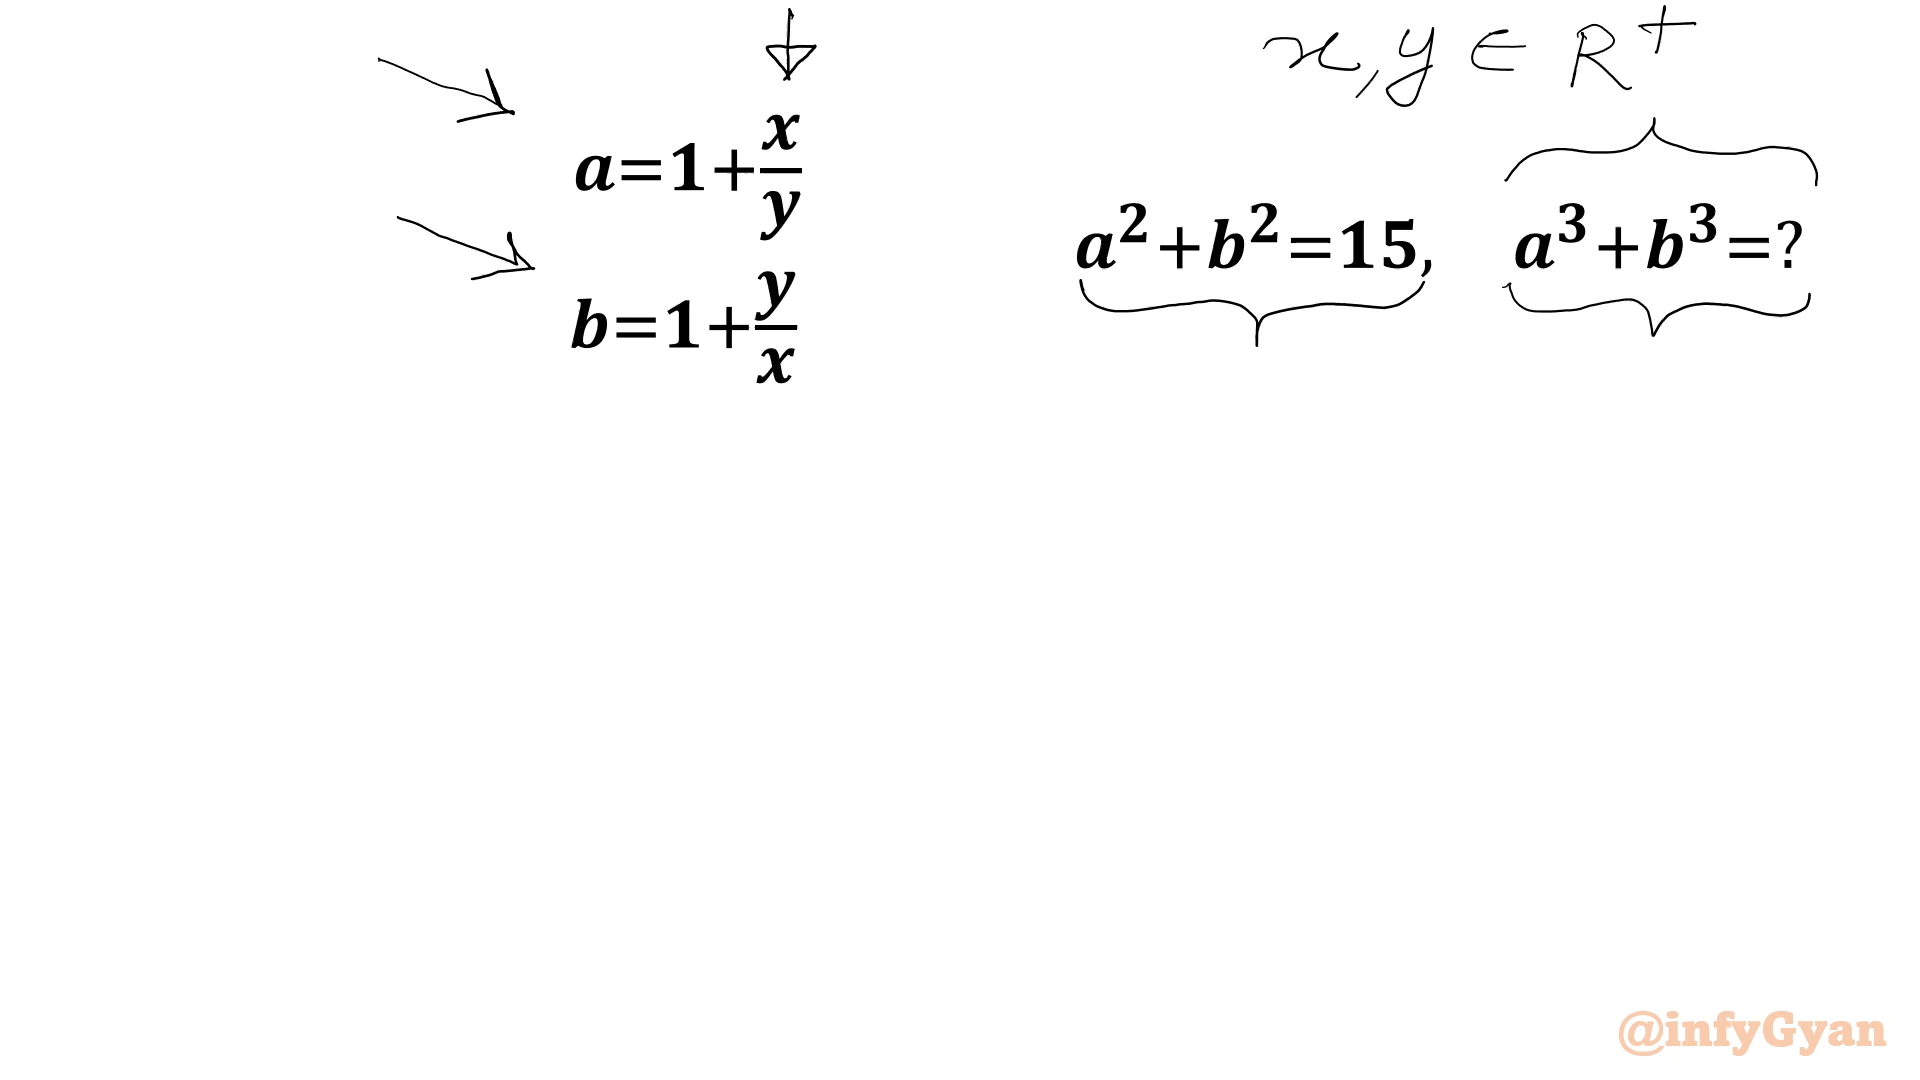 x, y ∈ R⁺
a=1+x/y
a²+b²=15, a³+b³=?
b=1+y/x
@infyGyan